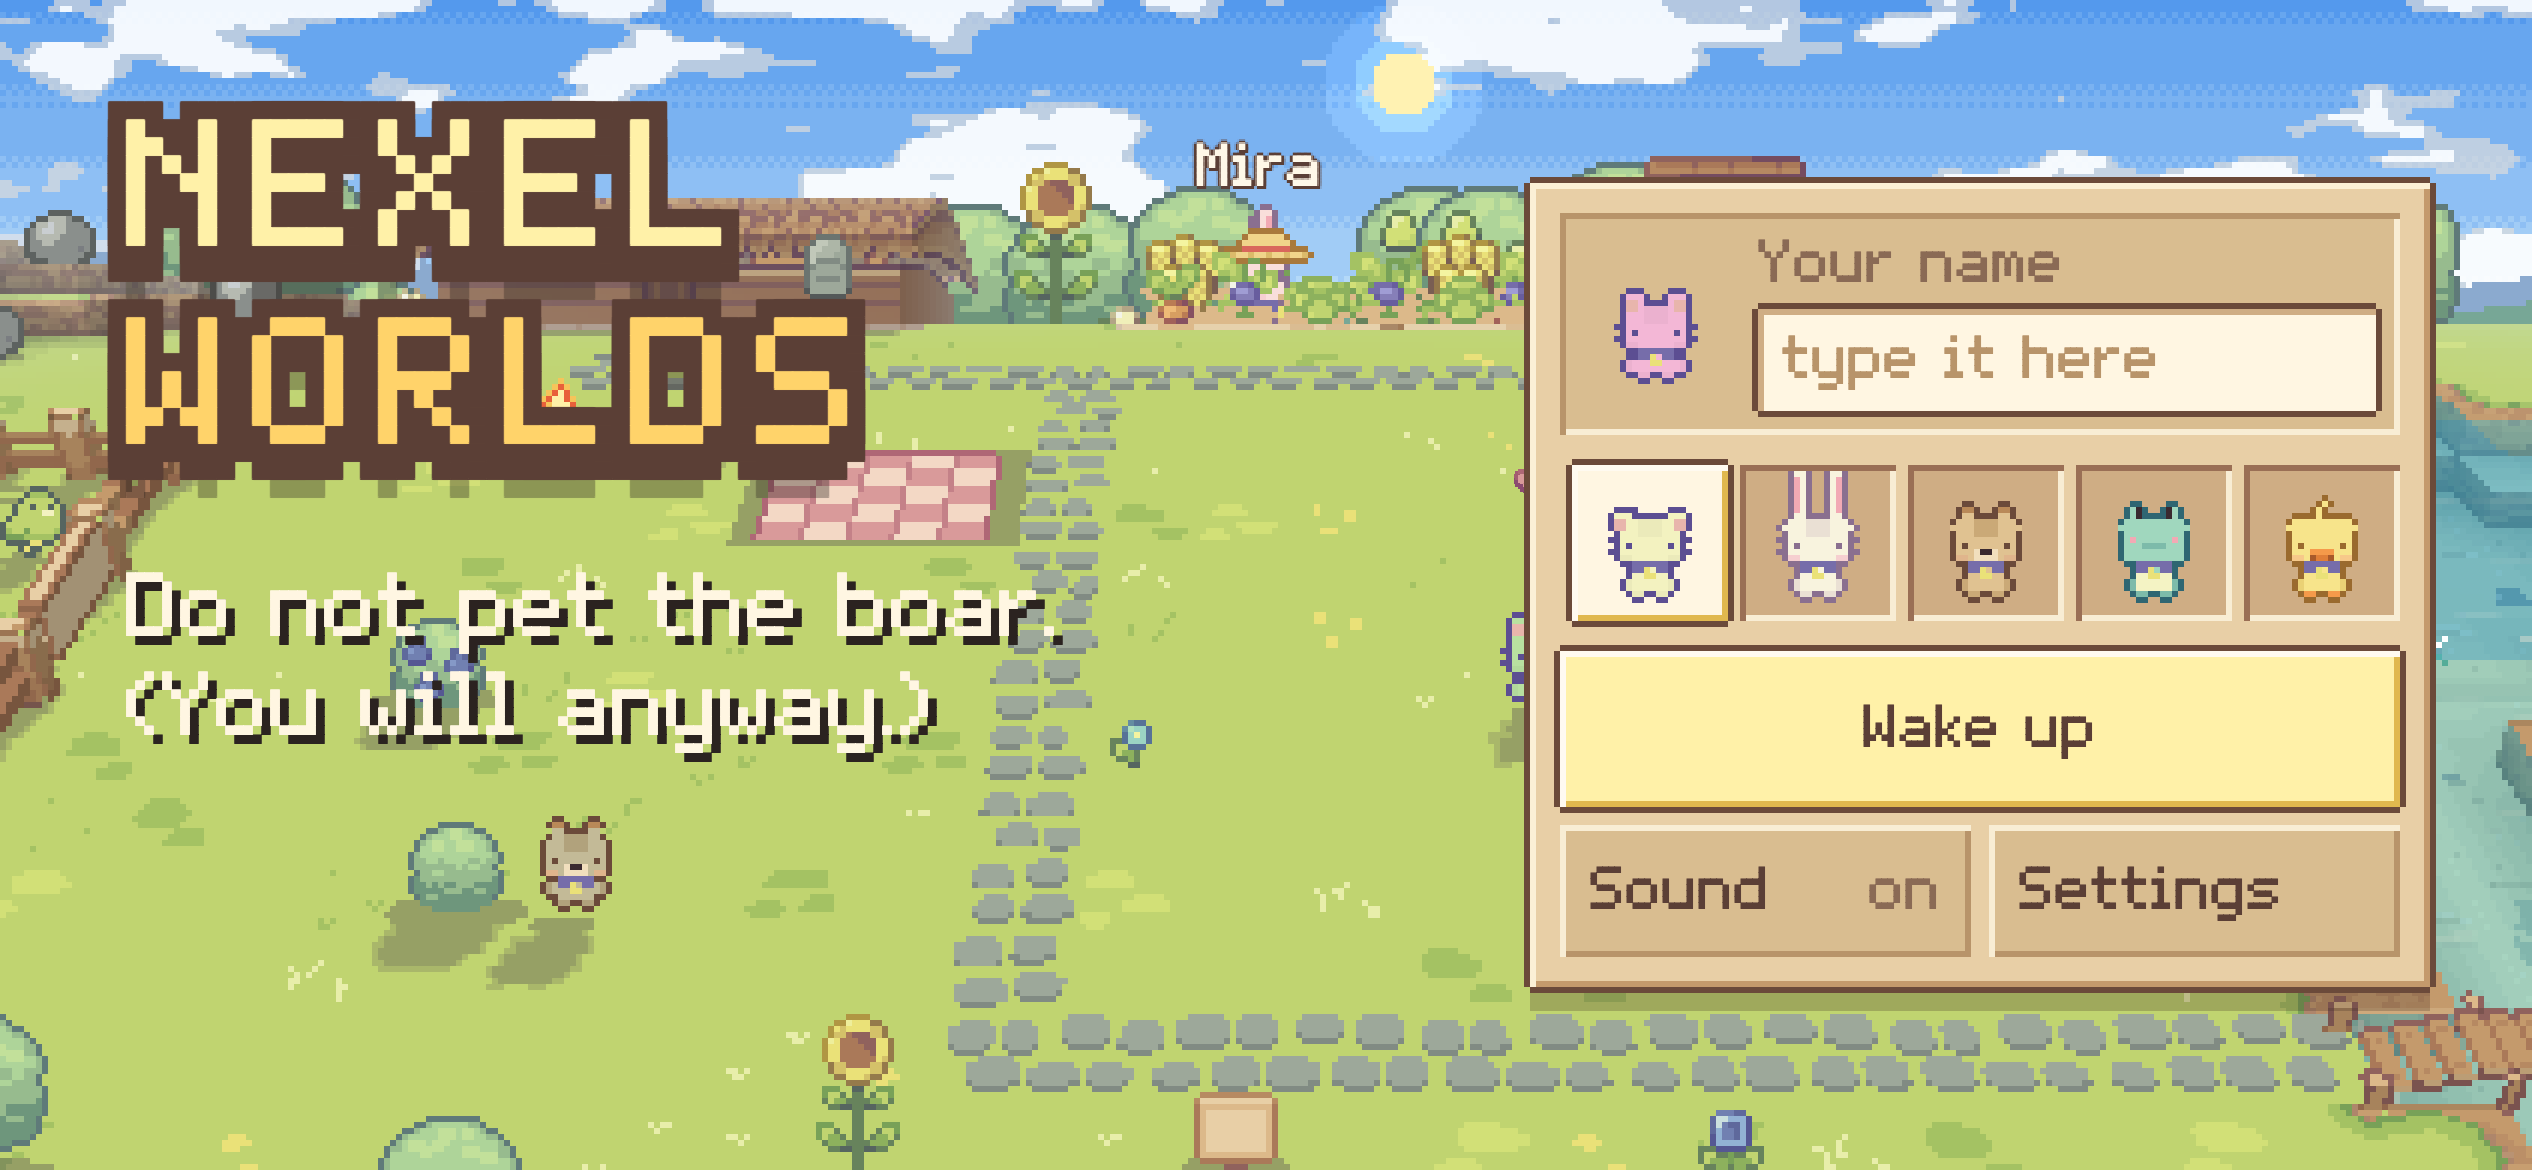 NEXEL
WORLDS
Do not pet the boar.
(You will anyway.)
Mira
Your name
type it here
Wake up
Sound on
Settings